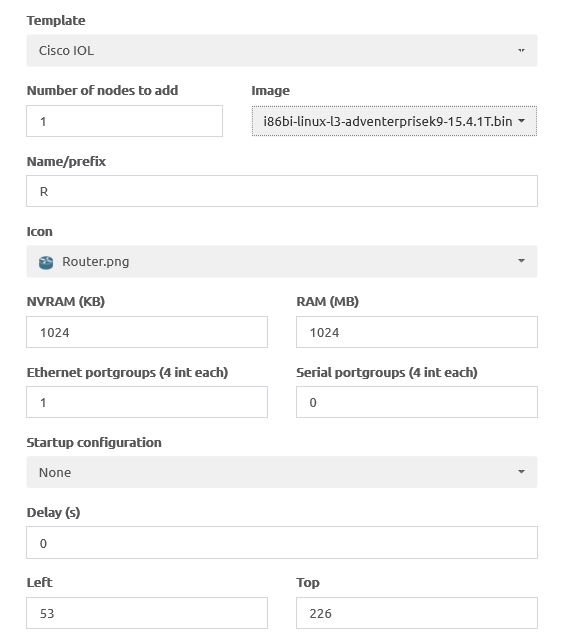 Template
Cisco IOL
Number of nodes to add Image
1 i86bi-linux-l3-adventerprisek9-15.4.1T.bin
Name/prefix
R
Icon
Router.png
NVRAM (KB) RAM (MB)
1024 1024
Ethernet portgroups (4 int each) Serial portgroups (4 int each)
1 0
Startup configuration
None
Delay (s)
0
Left Top
53 226